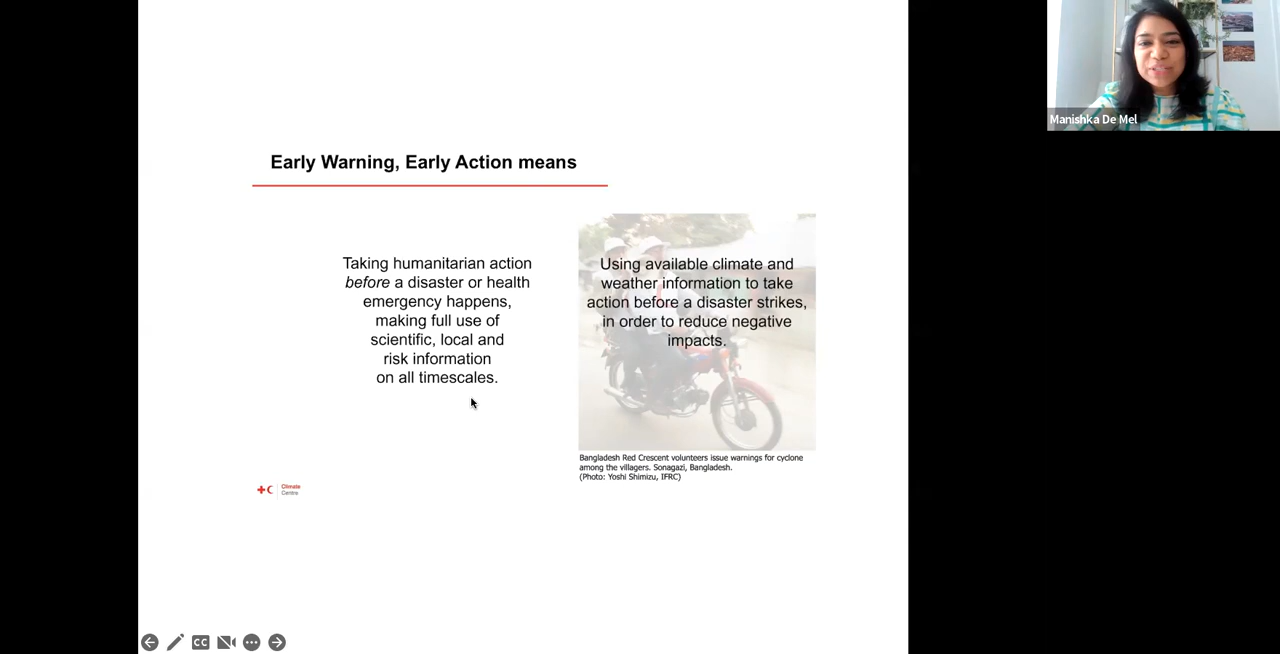 Manishka De Mel
Early Warning, Early Action means
Taking humanitarian action
before a disaster or health
emergency happens,
making full use of
scientific, local and
risk information
on all timescales.
Using available climate and
weather information to take
action before a disaster strikes,
in order to reduce negative
impacts.
Bangladesh Red Crescent volunteers issue warnings for cyclone
among the villagers. Sonagazi, Bangladesh.
(Photo: Yoshi Shimizu, IFRC)
Climate
Centre
CC